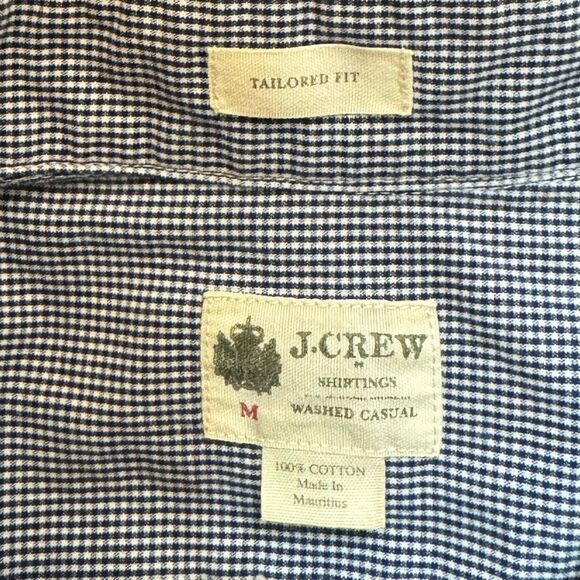 TAILORED FIT
J.CREW
SHIRTINGS
M
WASHED CASUAL
100% COTTON
Made In
Mauritius